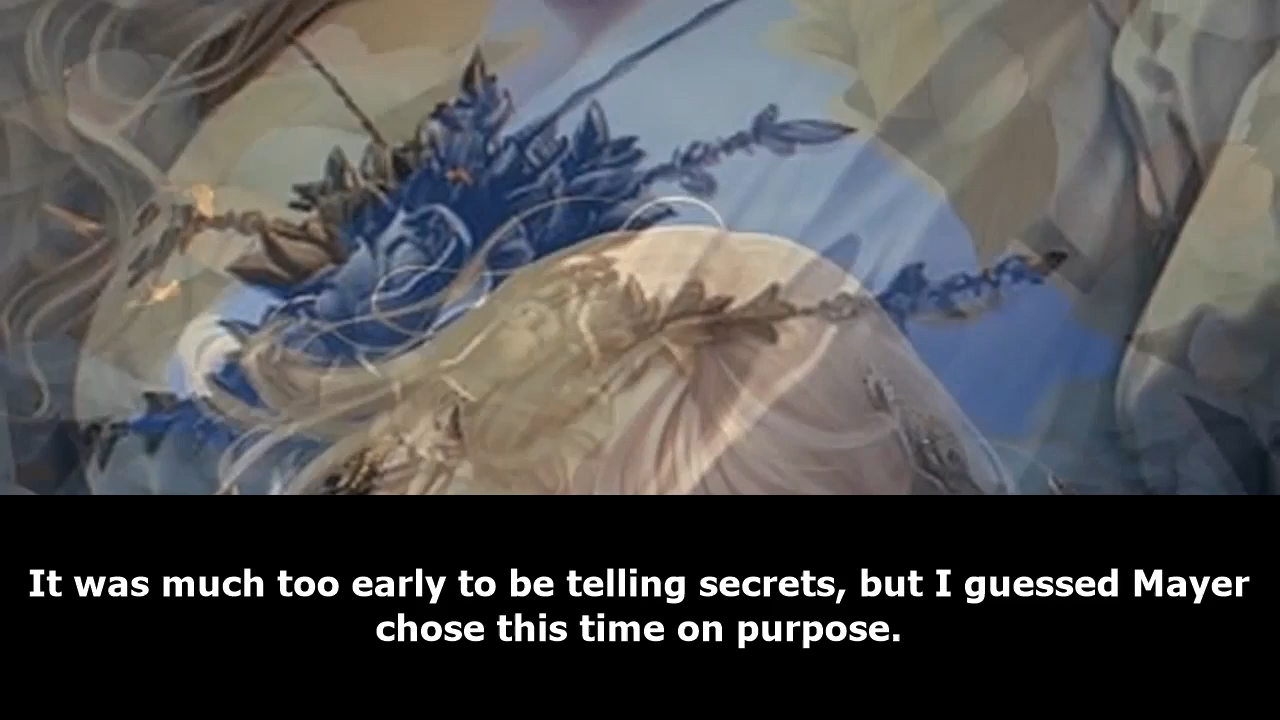 It was much too early to be telling secrets, but I guessed Mayer
chose this time on purpose.